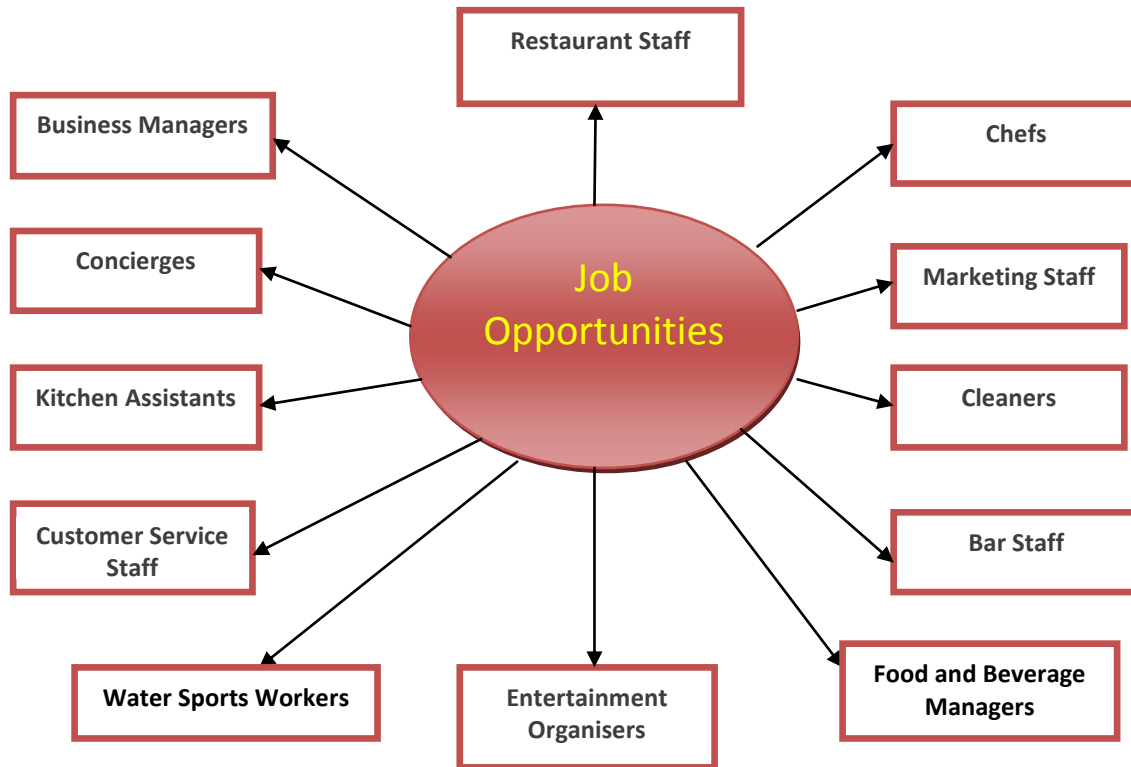 Restaurant Staff
Business Managers
Chefs
Concierges
Job
Opportunities
Marketing Staff
Kitchen Assistants
Cleaners
Customer Service
Staff
Bar Staff
Water Sports Workers
Entertainment
Organisers
Food and Beverage
Managers